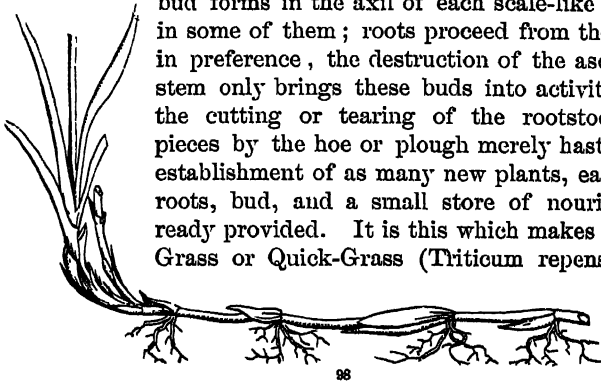 bud forms in the axil of each scale-like
in some of them ; roots proceed from th
in preference , the destruction of the as
stem only brings these buds into activit
the cutting or tearing of the rootsto
pieces by the hoe or plough merely hast
establishment of as many new plants, ea
roots, bud, and a small store of nouri
ready provided. It is this which makes
Grass or Quick-Grass (Triticum repens
98